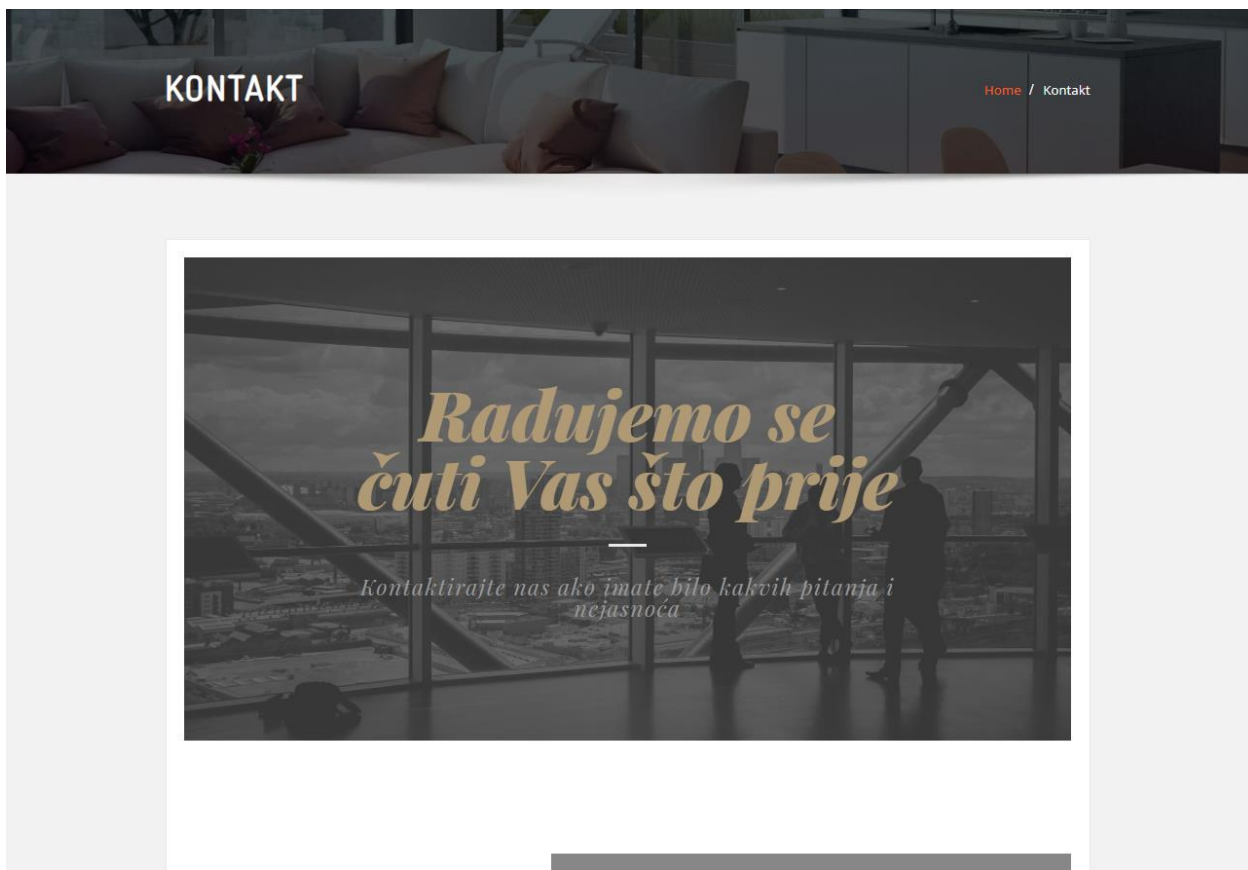 KONTAKT
Home / Kontakt
Radujemo se
čuti Vas što prije
Kontaktirajte nas ako imate bilo kakvih pitanja i
nejasnoća